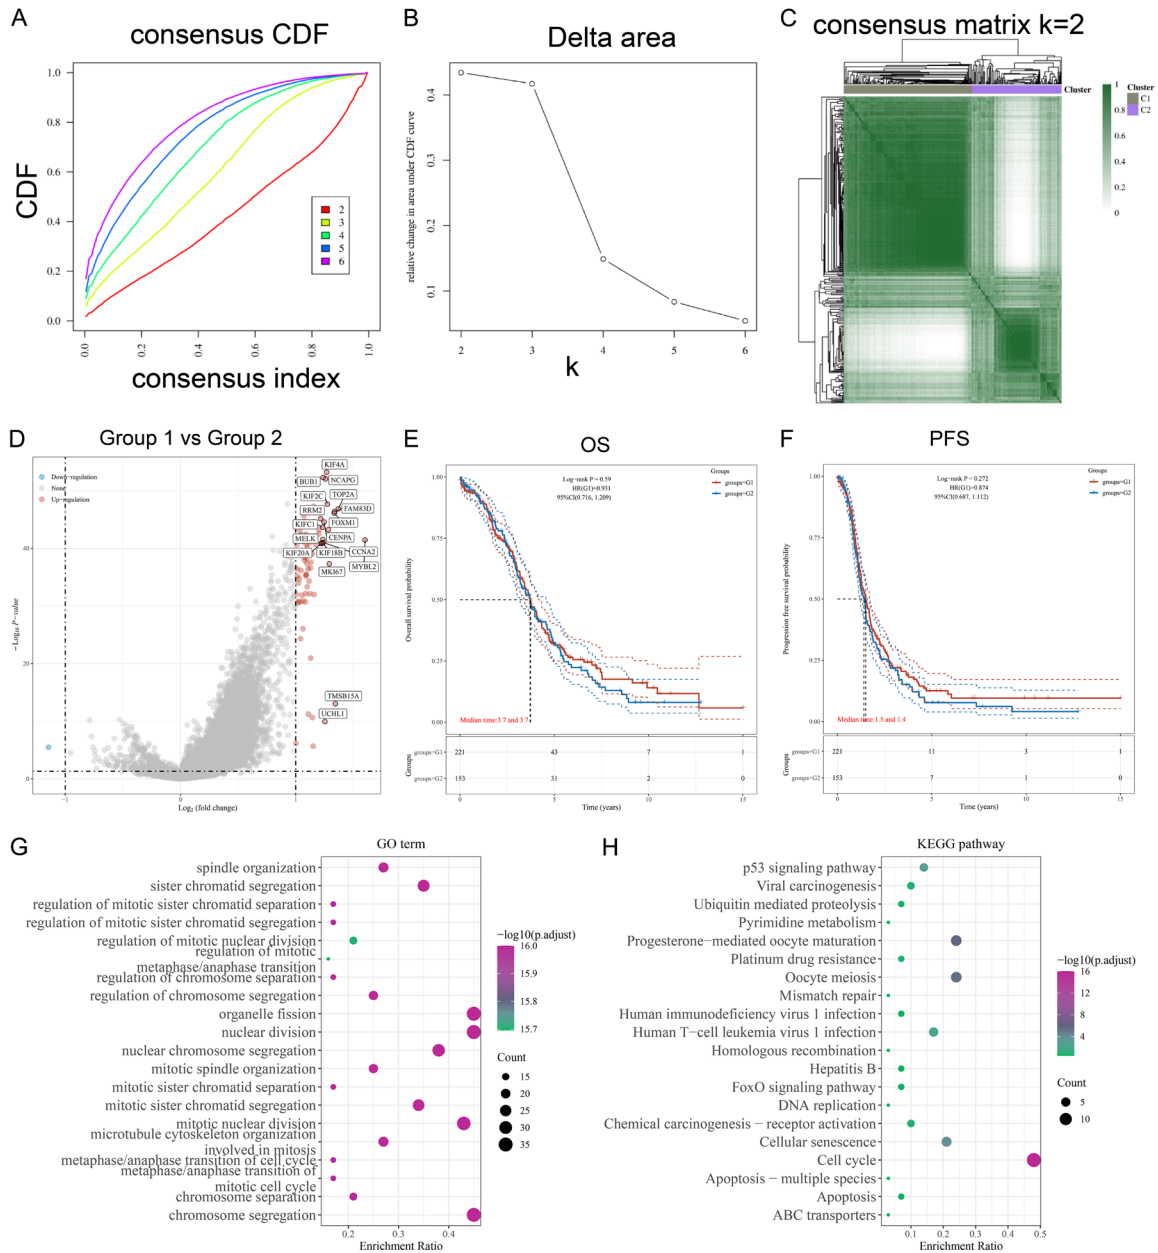 A
consensus CDF
CDF
1.0
0.8
0.6
0.4
0.2
0.0
2
3
4
5
6
0.0
0.2
0.4
0.6
0.8
1.0
consensus index
B
Delta area
relative change in area under CDF curve
0.4
0.3
0.2
0.1
2
3
4
5
6
k
C
consensus matrix k=2
Cluster
1
0.8
0.6
0.4
0.2
0
Cluster
C1
C2
D
Group 1 vs Group 2
Down-regulation
None
Up-regulation
KIF4A
BUB1
NCAPG
KIF2C
TOP2A
RRM2
FAM83D
KIFC1
FOXM1
MELK
CENPA
KIF20A
KIF18B
CCNA2
MKI67
MYBL2
TMSB15A
UCHL1
−Log10 P−value
40
20
0
−1
0
1
Log2 (fold change)
E
OS
Log−rank P = 0.59
HR(G1)=0.931
95%CI(0.716, 1.209)
Groups
groups=G1
groups=G2
Overall survival probability
1.00
0.75
0.50
0.25
0.00
Median time:3.7 and 3.7
Groups
groups=G1
221
43
7
1
groups=G2
153
31
2
0
0
5
10
15
Time (years)
F
PFS
Log−rank P = 0.272
HR(G1)=0.874
95%CI(0.687, 1.112)
Groups
groups=G1
groups=G2
Progression free survival probability
1.00
0.75
0.50
0.25
0.00
Median time:1.5 and 1.4
Groups
groups=G1
221
11
3
1
groups=G2
153
7
1
0
0
5
10
15
Time (years)
G
GO term
spindle organization
sister chromatid segregation
regulation of mitotic sister chromatid separation
regulation of mitotic sister chromatid segregation
regulation of mitotic nuclear division
regulation of mitotic
metaphase/anaphase transition
regulation of chromosome separation
regulation of chromosome segregation
organelle fission
nuclear division
nuclear chromosome segregation
mitotic spindle organization
mitotic sister chromatid separation
mitotic sister chromatid segregation
mitotic nuclear division
microtubule cytoskeleton organization
involved in mitosis
metaphase/anaphase transition of cell cycle
metaphase/anaphase transition of
mitotic cell cycle
chromosome separation
chromosome segregation
0.2
0.3
0.4
Enrichment Ratio
−log10(p.adjust)
16.0
15.9
15.8
15.7
Count
15
20
25
30
35
H
KEGG pathway
p53 signaling pathway
Viral carcinogenesis
Ubiquitin mediated proteolysis
Pyrimidine metabolism
Progesterone−mediated oocyte maturation
Platinum drug resistance
Oocyte meiosis
Mismatch repair
Human immunodeficiency virus 1 infection
Human T−cell leukemia virus 1 infection
Homologous recombination
Hepatitis B
FoxO signaling pathway
DNA replication
Chemical carcinogenesis − receptor activation
Cellular senescence
Cell cycle
Apoptosis − multiple species
Apoptosis
ABC transporters
0.1
0.2
0.3
0.4
0.5
Enrichment Ratio
−log10(p.adjust)
16
12
8
4
Count
5
10